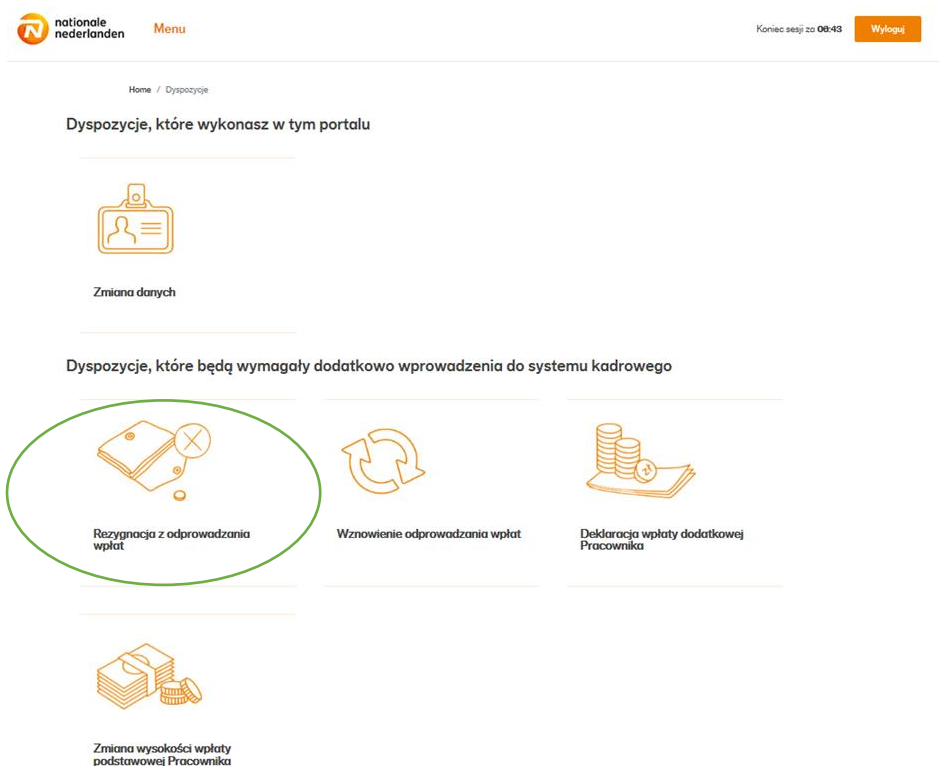 nationale
nederlanden
Menu
Koniec sesji za 06:43
Wyloguj
Home / Dyspozycje
Dyspozycje, które wykonasz w tym portalu
Zmiana danych
Dyspozycje, które będą wymagały dodatkowo wprowadzenia do systemu kadrowego
zł
Rezygnacja z odprowadzania
wpłat
Wznowienie odprowadzania wpłat
Deklaracja wpłaty dodatkowej
Pracownika
Zmiana wysokości wpłaty
podstawowej Pracownika